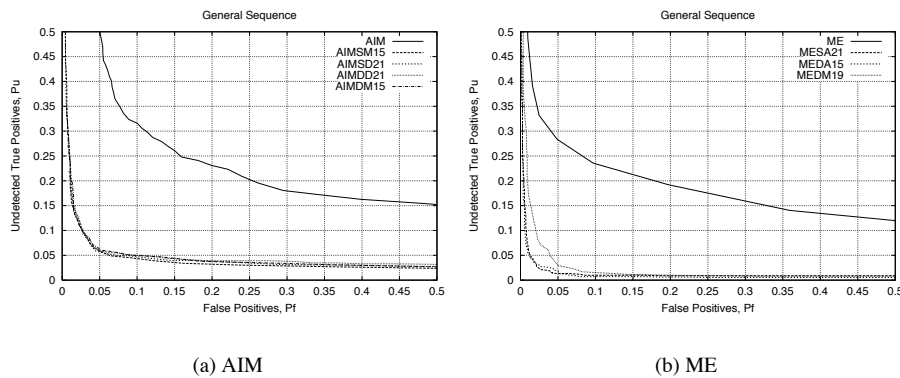 General Sequence
0.5
0.45
0.4
0.35
0.3
0.25
0.2
0.15
0.1
0.05
0
Undetected True Positives, Pu
AIM
AIMSM15
AIMSD21
AIMDD21
AIMDM15
0 0.05 0.1 0.15 0.2 0.25 0.3 0.35 0.4 0.45 0.5
False Positives, Pf
(a) AIM
General Sequence
0.5
0.45
0.4
0.35
0.3
0.25
0.2
0.15
0.1
0.05
0
Undetected True Positives, Pu
ME
MESA21
MEDA15
MEDM19
0 0.05 0.1 0.15 0.2 0.25 0.3 0.35 0.4 0.45 0.5
False Positives, Pf
(b) ME